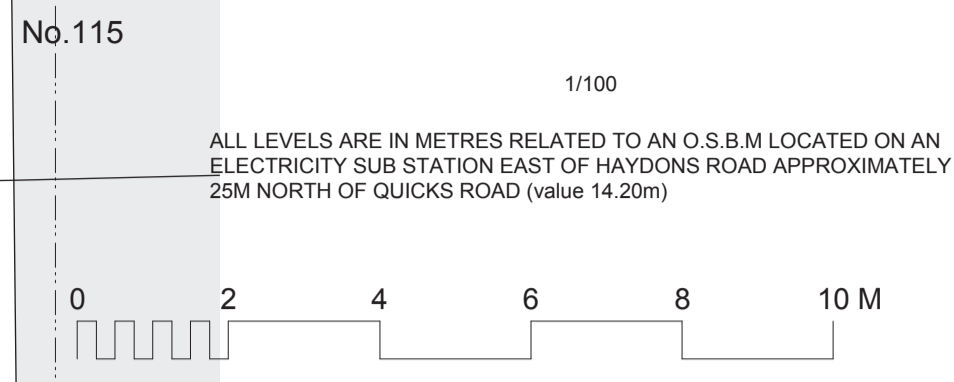 No.115
1/100
ALL LEVELS ARE IN METRES RELATED TO AN O.S.B.M LOCATED ON AN
ELECTRICITY SUB STATION EAST OF HAYDONS ROAD APPROXIMATELY
25M NORTH OF QUICKS ROAD (value 14.20m)
0 2 4 6 8 10 M